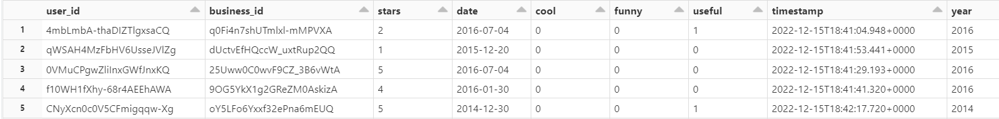 user_id business_id stars date cool funny useful timestamp year
1 4mbLmbA-thaDIZTlgxsaCQ q0Fi4n7shUTmlxl-mMPVXA 2 2016-07-04 0 0 1 2022-12-15T18:41:04.948+0000 2016
2 qWSAH4MzFbHV6UsseJVlZg dUctvEfHQccW_uxtRup2QQ 1 2015-12-20 0 0 0 2022-12-15T18:41:53.441+0000 2015
3 0VMuCPgwZliInxGWfJnxKQ 25Uww0C0wvF9CZ_3B6vWtA 5 2016-07-04 0 0 0 2022-12-15T18:41:29.193+0000 2016
4 f10WH1fXhy-68r4AEEhAWA 9OG5YkX1g2GReZM0AskizA 4 2016-01-30 0 0 0 2022-12-15T18:41:41.320+0000 2016
5 CNyXcn0c0V5CFmigqqw-Xg oY5LFo6Yxxf32ePna6mEUQ 5 2014-12-30 0 0 1 2022-12-15T18:42:17.720+0000 2014